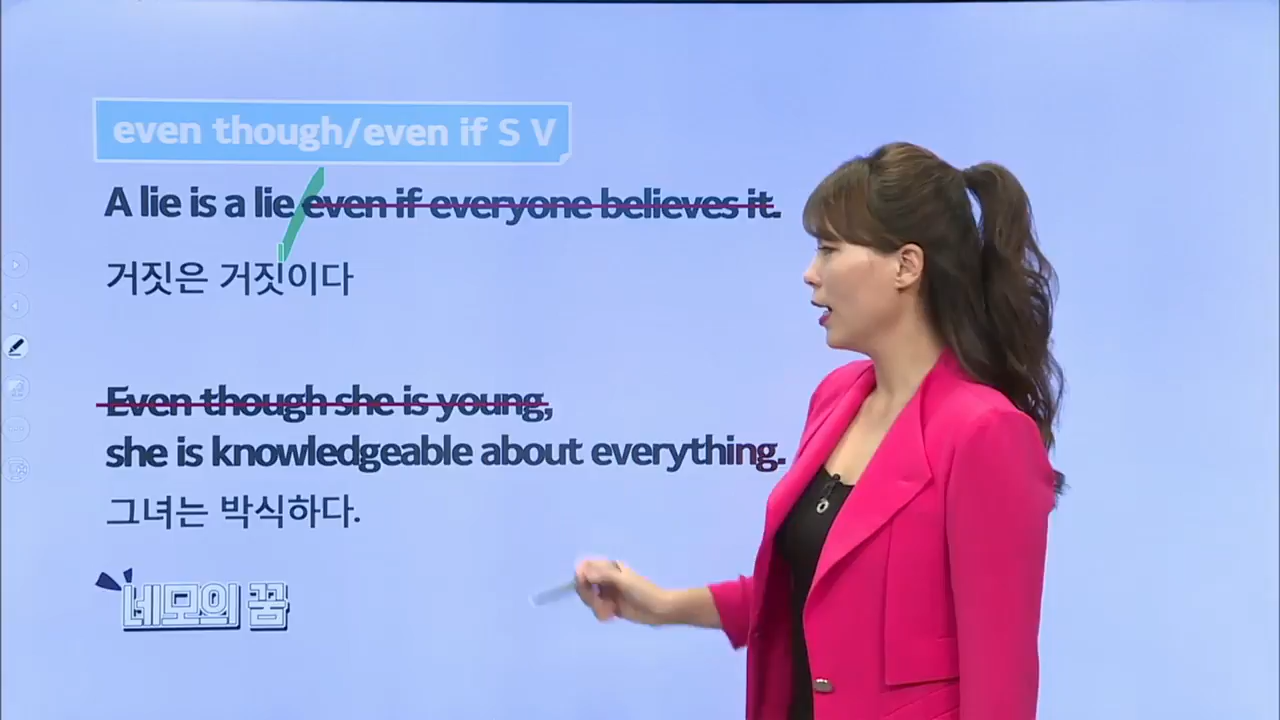 even though/even if S V
A lie is a lie even if everyone believes it.
거짓은 거짓이다
Even though she is young,
she is knowledgeable about everything.
그녀는 박식하다.
네모의 꿈